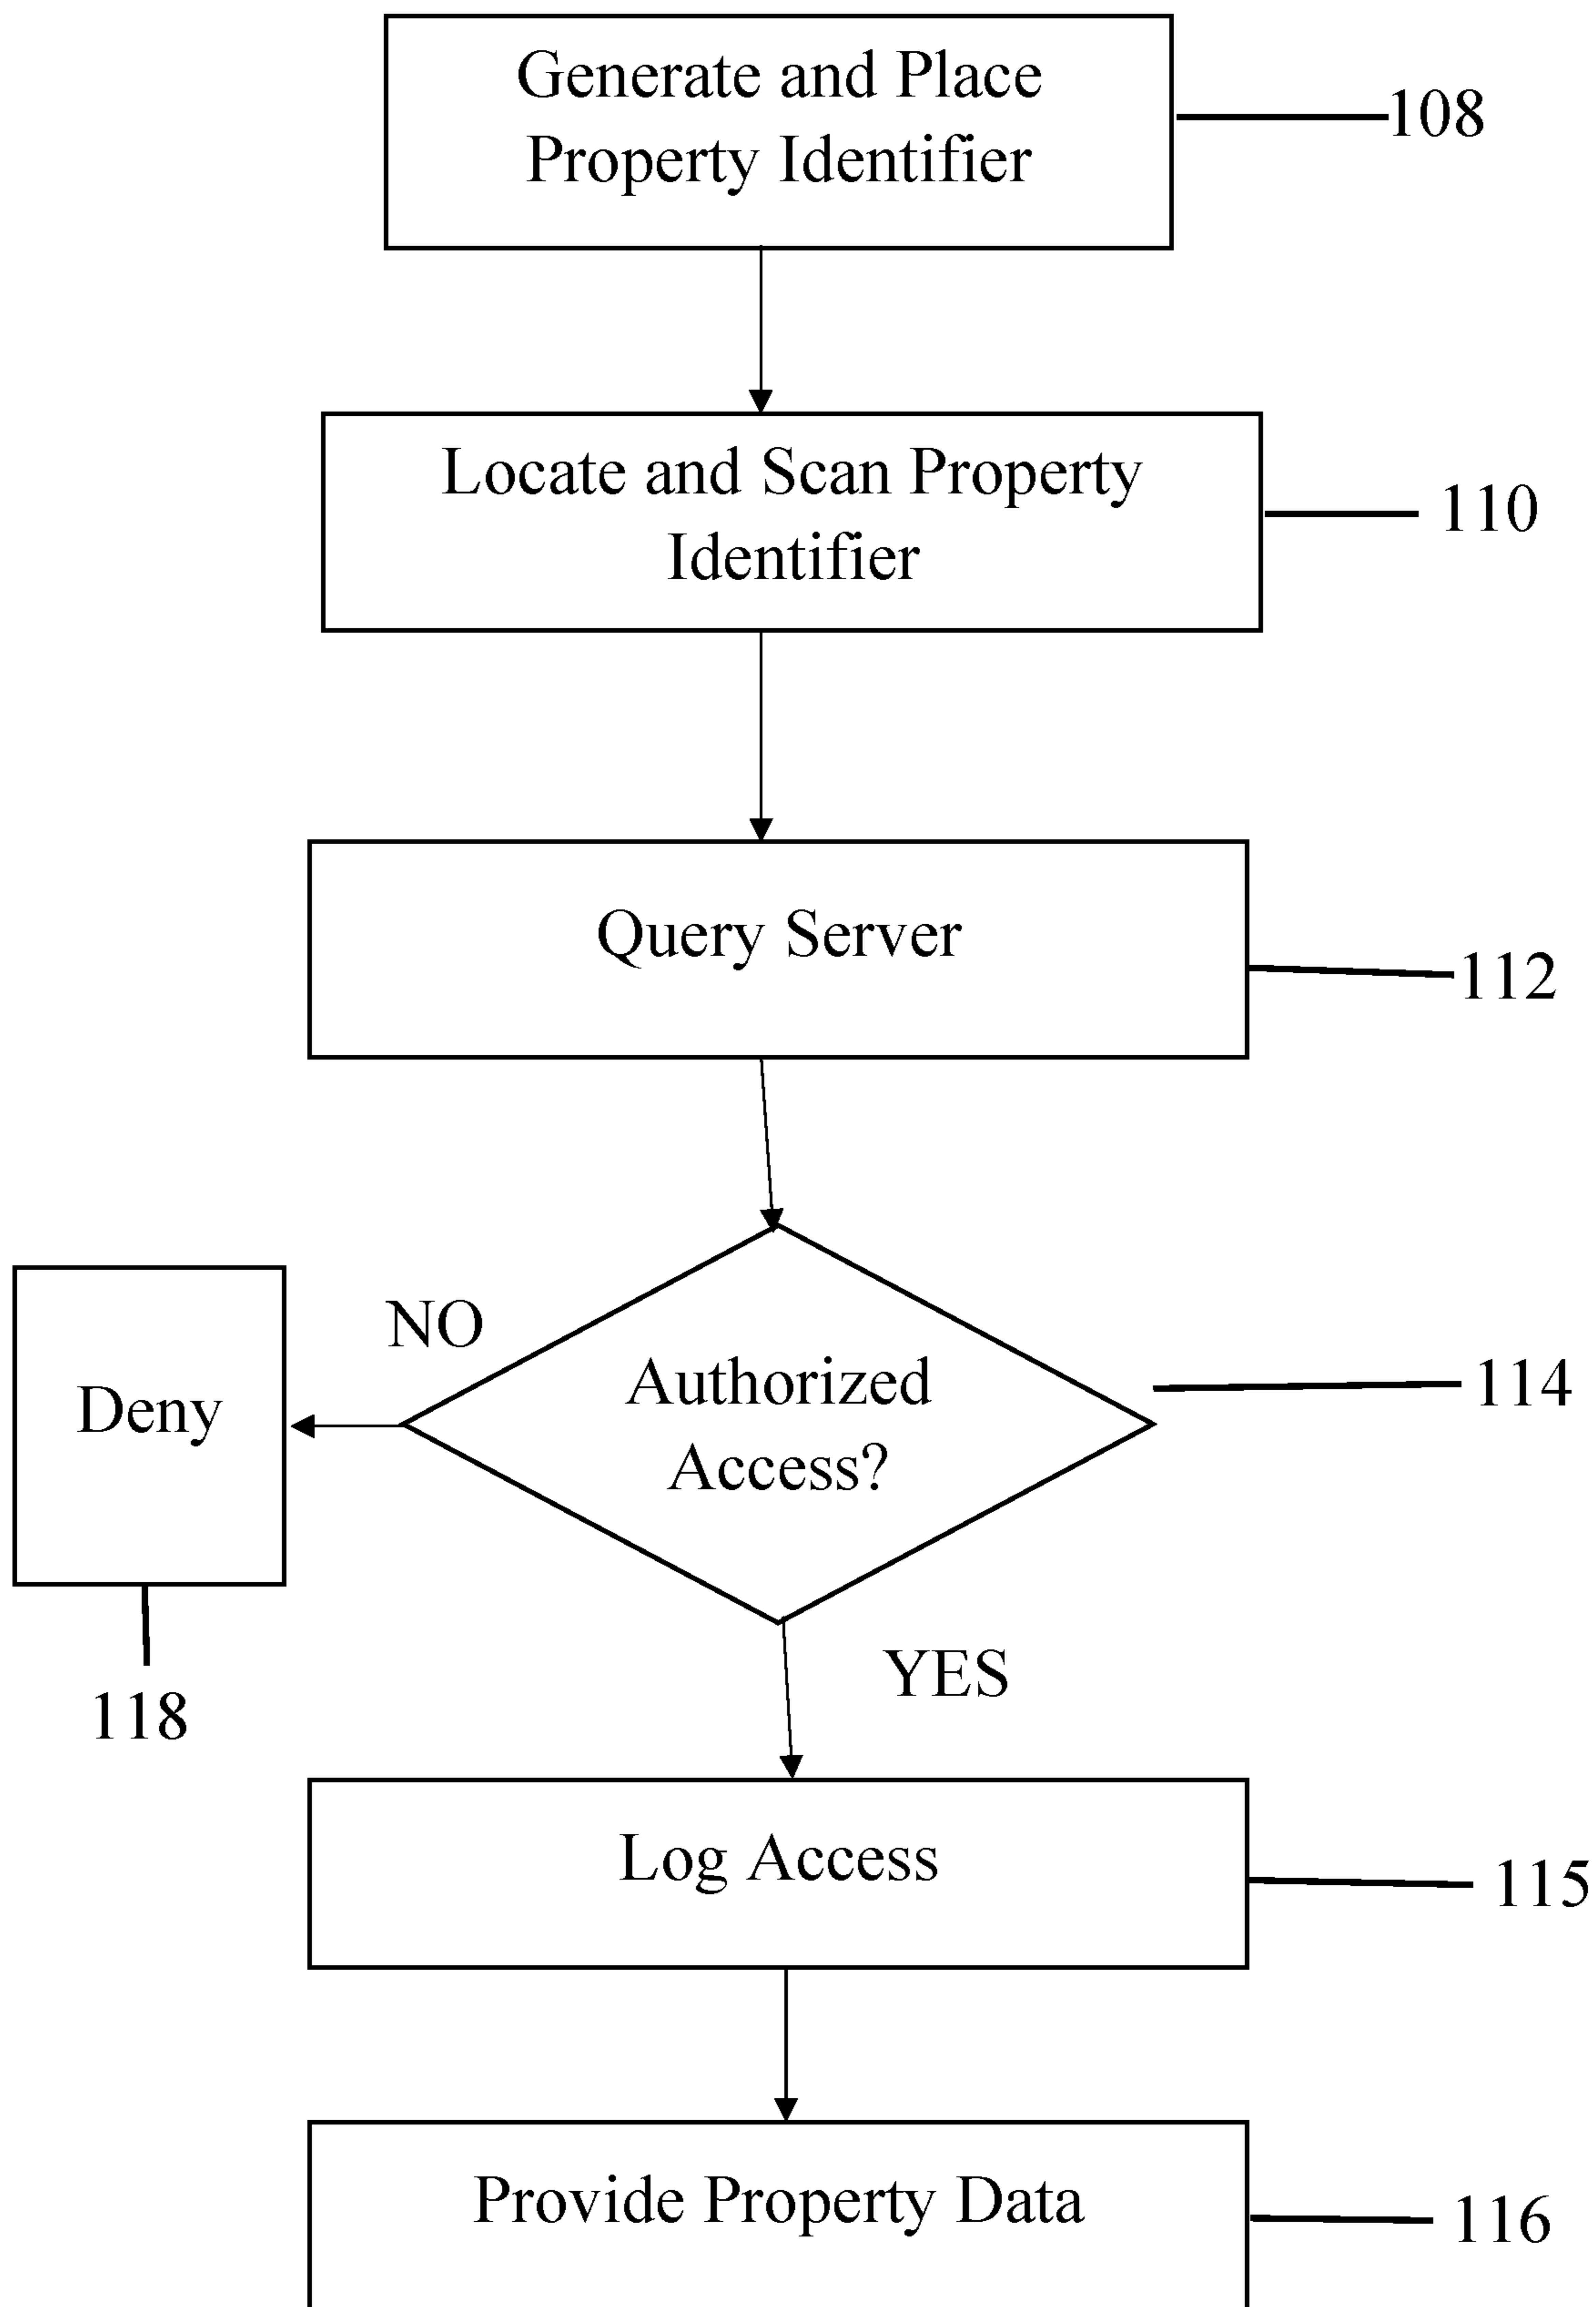 Generate and Place
Property Identifier
108
Locate and Scan Property
Identifier
110
Query Server
112
NO
Deny
Authorized
Access?
114
YES
118
Log Access
115
Provide Property Data
116